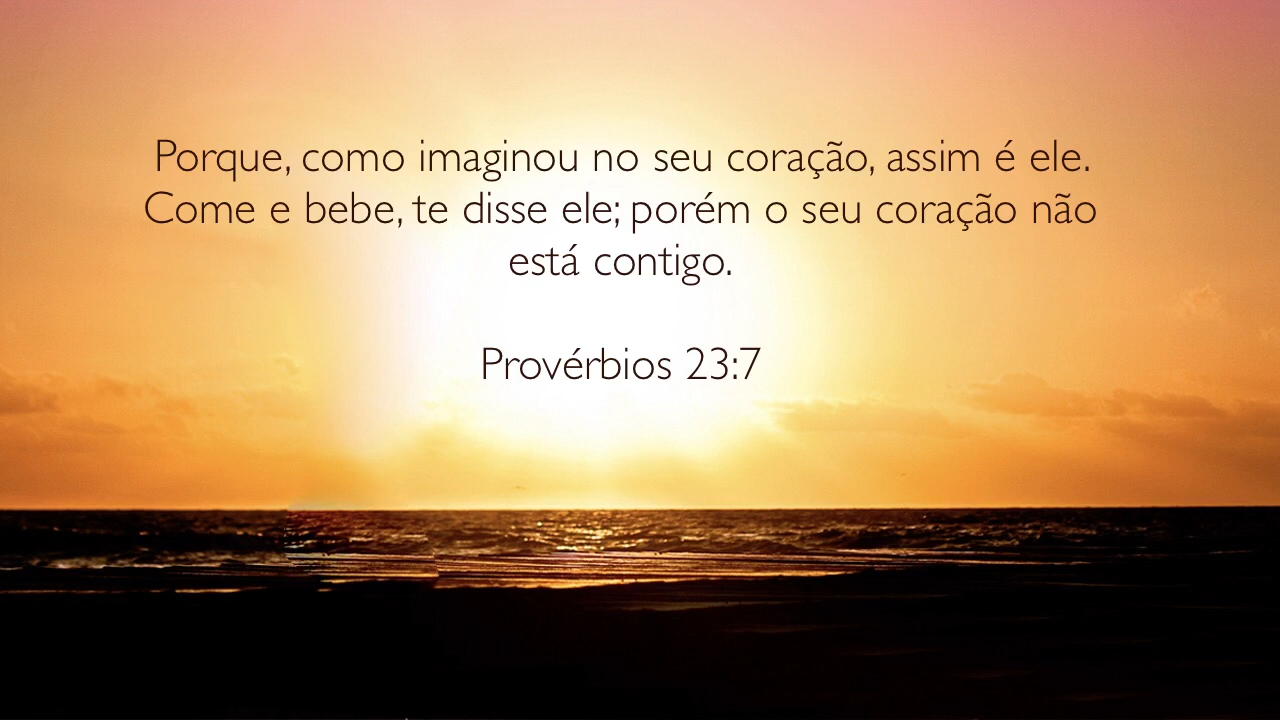 Porque, como imaginou no seu coração, assim é ele.
Come e bebe, te disse ele; porém o seu coração não
está contigo.
Provérbios 23:7